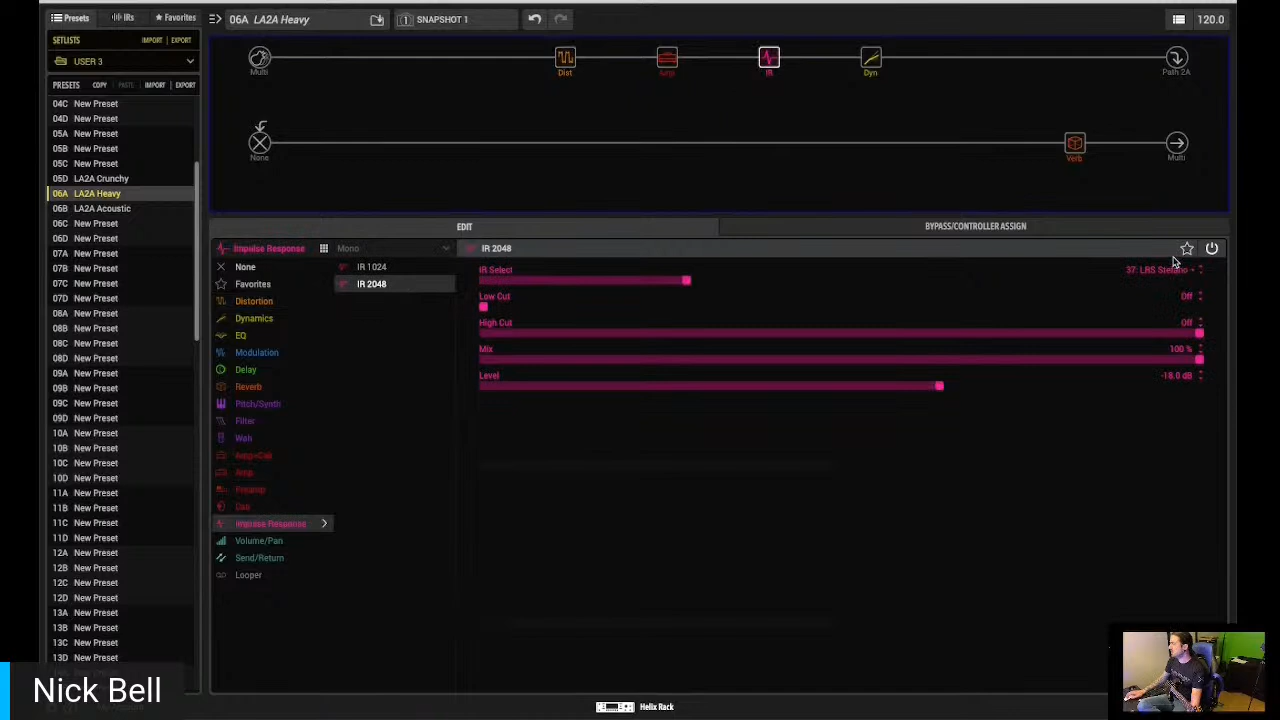 Presets
IRs
Favorites
06A LA2A Heavy
1
SNAPSHOT 1
120.0
SETLISTS
IMPORT
EXPORT
USER 3
PRESETS
COPY
PASTE
IMPORT
EXPORT
04C New Preset
04D New Preset
05A New Preset
05B New Preset
05C New Preset
05D LA2A Crunchy
06A LA2A Heavy
06B LA2A Acoustic
06C New Preset
06D New Preset
07A New Preset
07B New Preset
07C New Preset
07D New Preset
08A New Preset
08B New Preset
08C New Preset
08D New Preset
09A New Preset
09B New Preset
09C New Preset
09D New Preset
10A New Preset
10B New Preset
10C New Preset
10D New Preset
11A New Preset
11B New Preset
11C New Preset
11D New Preset
12A New Preset
12B New Preset
12C New Preset
12D New Preset
13A New Preset
13B New Preset
13C New Preset
13D New Preset
Multi
Dist
Amp
IR
Dyn
Path 2A
None
Verb
Multi
EDIT
BYPASS/CONTROLLER ASSIGN
Impulse Response
Mono
IR 2048
None
Favorites
Distortion
Dynamics
EQ
Modulation
Delay
Reverb
Pitch/Synth
Filter
Wah
Amp+Cab
Amp
Preamp
Cab
Impulse Response
Volume/Pan
Send/Return
Looper
IR 1024
IR 2048
IR Select
37: LRS Stefano
Low Cut
Off
High Cut
Off
Mix
100 %
Level
-18.0 dB
Helix Rack
Nick Bell